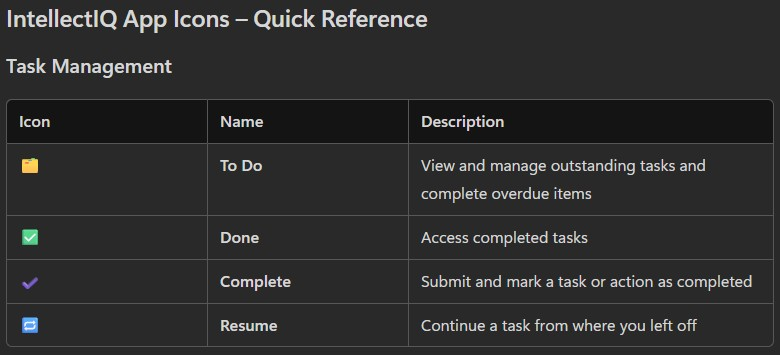 IntellectIQ App Icons – Quick Reference
Task Management
Icon Name Description
To Do View and manage outstanding tasks and
complete overdue items
Done Access completed tasks
Complete Submit and mark a task or action as completed
Resume Continue a task from where you left off